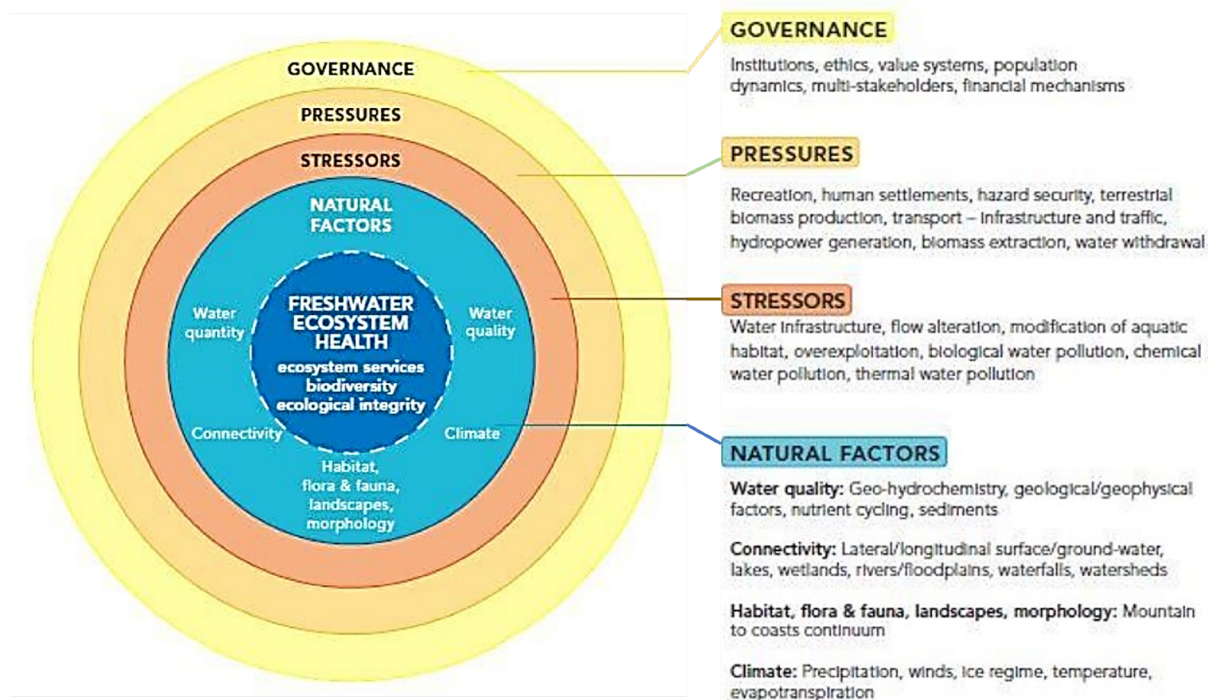 GOVERNANCE
PRESSURES
STRESSORS
NATURAL
FACTORS
Water
quantity
FRESHWATER
ECOSYSTEM
HEALTH
ecosystem services
biodiversity
ecological integrity
Water
quality
Connectivity
Climate
Habitat,
flora & fauna,
landscapes,
morphology
GOVERNANCE
Institutions, ethics, value systems, population
dynamics, multi-stakeholders, financial mechanisms
PRESSURES
Recreation, human settlements, hazard security, terrestrial
biomass production, transport – infrastructure and traffic,
hydropower generation, biomass extraction, water withdrawal
STRESSORS
Water infrastructure, flow alteration, modification of aquatic
habitat, overexploitation, biological water pollution, chemical
water pollution, thermal water pollution
NATURAL FACTORS
Water quality: Geo-hydrochemistry, geological/geophysical
factors, nutrient cycling, sediments
Connectivity: Lateral/longitudinal surface/ground-water,
lakes, wetlands, rivers/floodplains, waterfalls, watersheds
Habitat, flora & fauna, landscapes, morphology: Mountain
to coasts continuum
Climate: Precipitation, winds, ice regime, temperature,
evapotranspiration